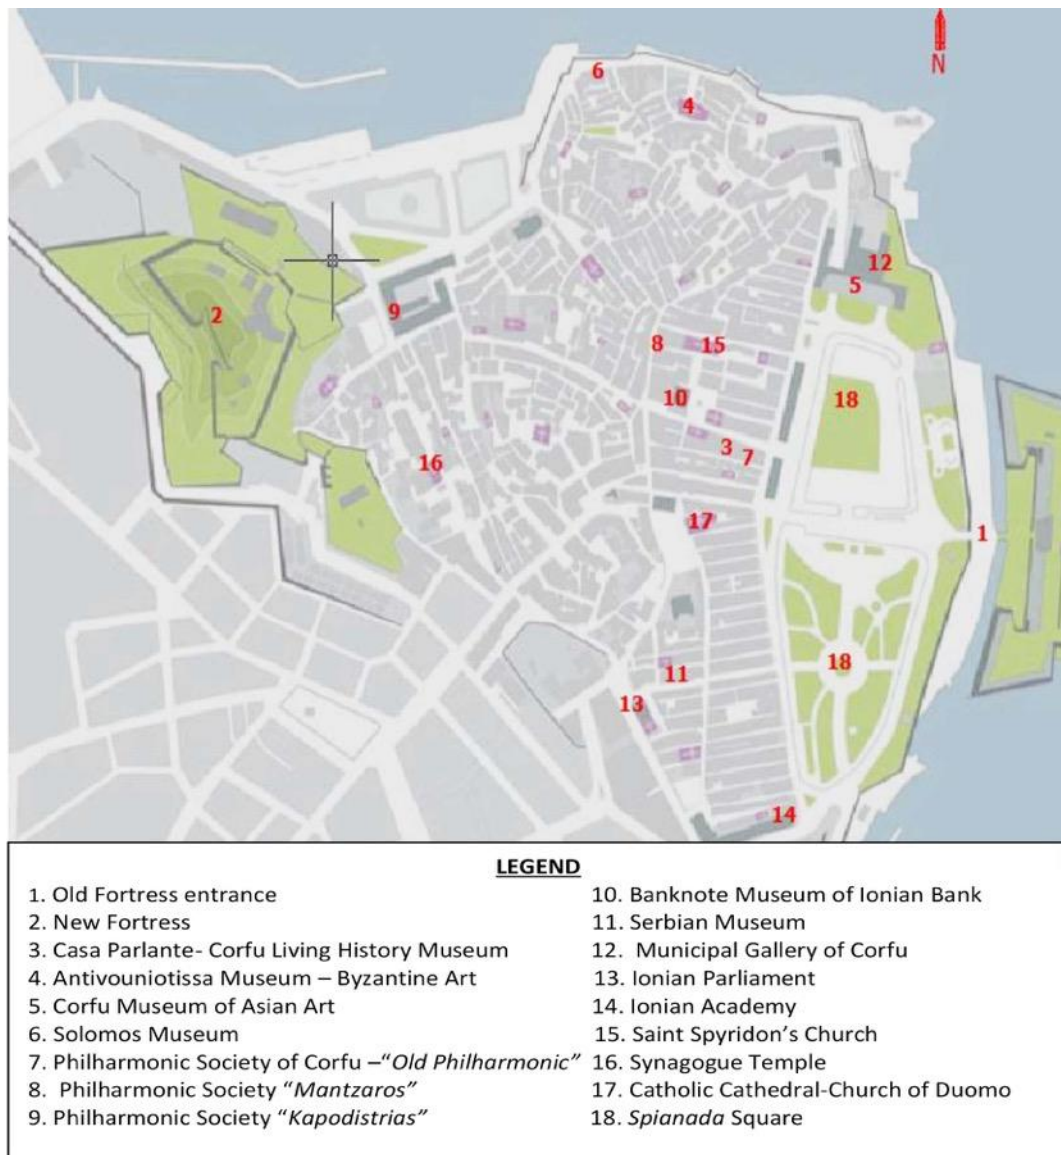 N
6
4
12
5
2
9
8
15
10
18
3
7
16
17
1
18
11
13
14
LEGEND
1. Old Fortress entrance
2. New Fortress
3. Casa Parlante- Corfu Living History Museum
4. Antivouniotissa Museum – Byzantine Art
5. Corfu Museum of Asian Art
6. Solomos Museum
7. Philharmonic Society of Corfu –“Old Philharmonic”
8. Philharmonic Society “Mantzaros”
9. Philharmonic Society “Kapodistrias”
10. Banknote Museum of Ionian Bank
11. Serbian Museum
12. Municipal Gallery of Corfu
13. Ionian Parliament
14. Ionian Academy
15. Saint Spyridon’s Church
16. Synagogue Temple
17. Catholic Cathedral-Church of Duomo
18. Spianada Square